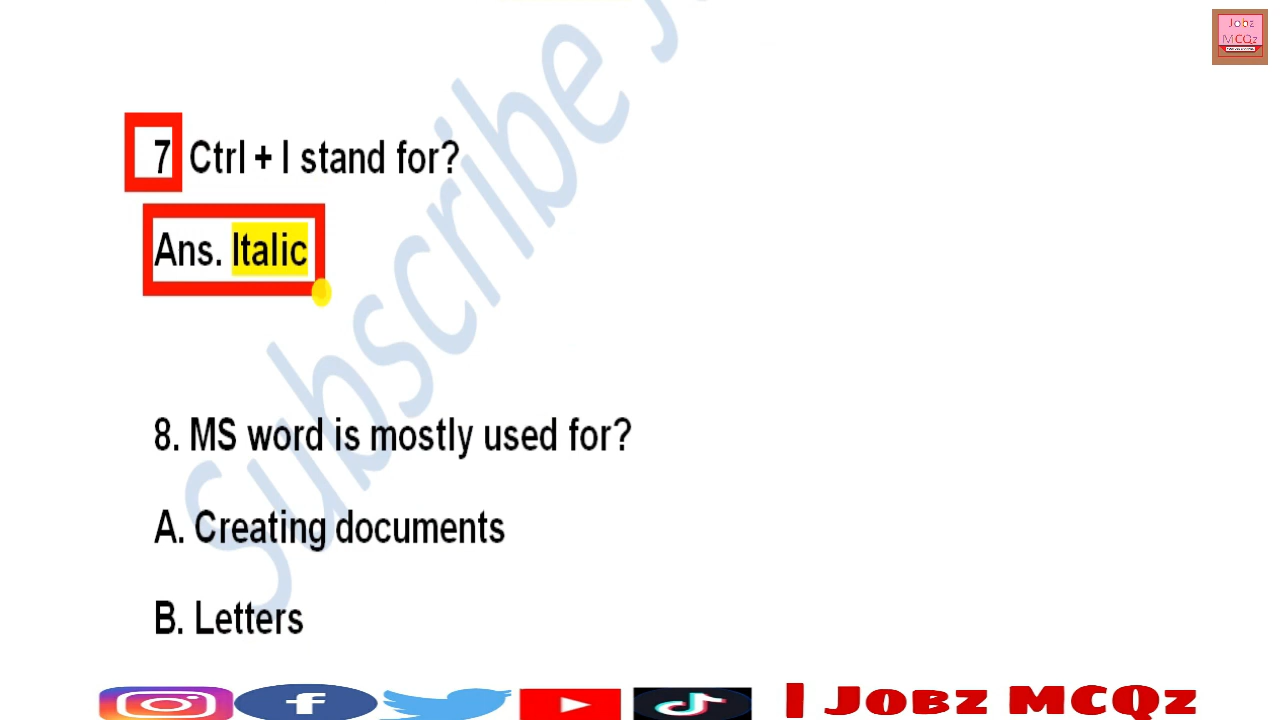 Jobz
MCQz
Subscribe
7 Ctrl + I stand for?
Ans. Italic
8. MS word is mostly used for?
A. Creating documents
B. Letters
| Jobz MCQz